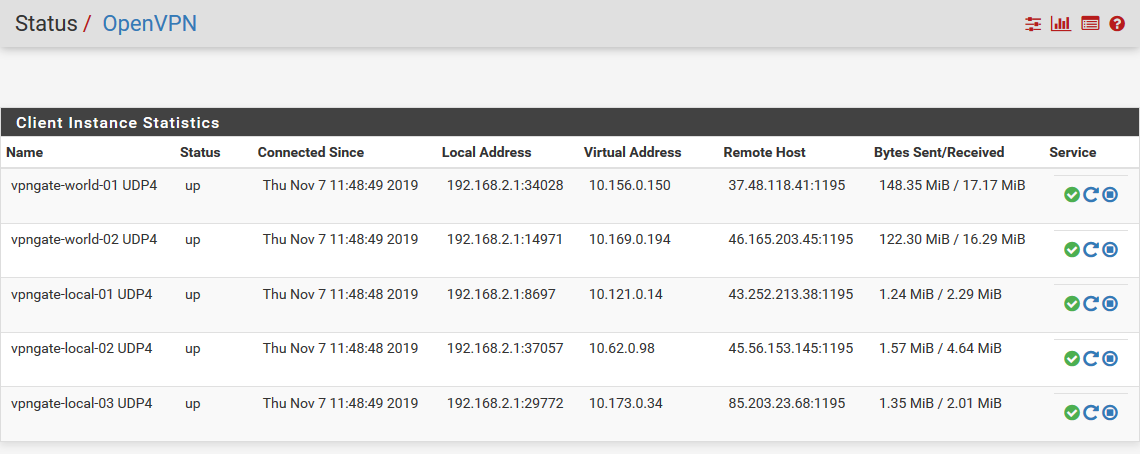 Status / OpenVPN
Client Instance Statistics
Name Status Connected Since Local Address Virtual Address Remote Host Bytes Sent/Received Service
vpngate-world-01 UDP4 up Thu Nov 7 11:48:49 2019 192.168.2.1:34028 10.156.0.150 37.48.118.41:1195 148.35 MiB / 17.17 MiB
vpngate-world-02 UDP4 up Thu Nov 7 11:48:49 2019 192.168.2.1:14971 10.169.0.194 46.165.203.45:1195 122.30 MiB / 16.29 MiB
vpngate-local-01 UDP4 up Thu Nov 7 11:48:48 2019 192.168.2.1:8697 10.121.0.14 43.252.213.38:1195 1.24 MiB / 2.29 MiB
vpngate-local-02 UDP4 up Thu Nov 7 11:48:48 2019 192.168.2.1:37057 10.62.0.98 45.56.153.145:1195 1.57 MiB / 4.64 MiB
vpngate-local-03 UDP4 up Thu Nov 7 11:48:49 2019 192.168.2.1:29772 10.173.0.34 85.203.23.68:1195 1.35 MiB / 2.01 MiB